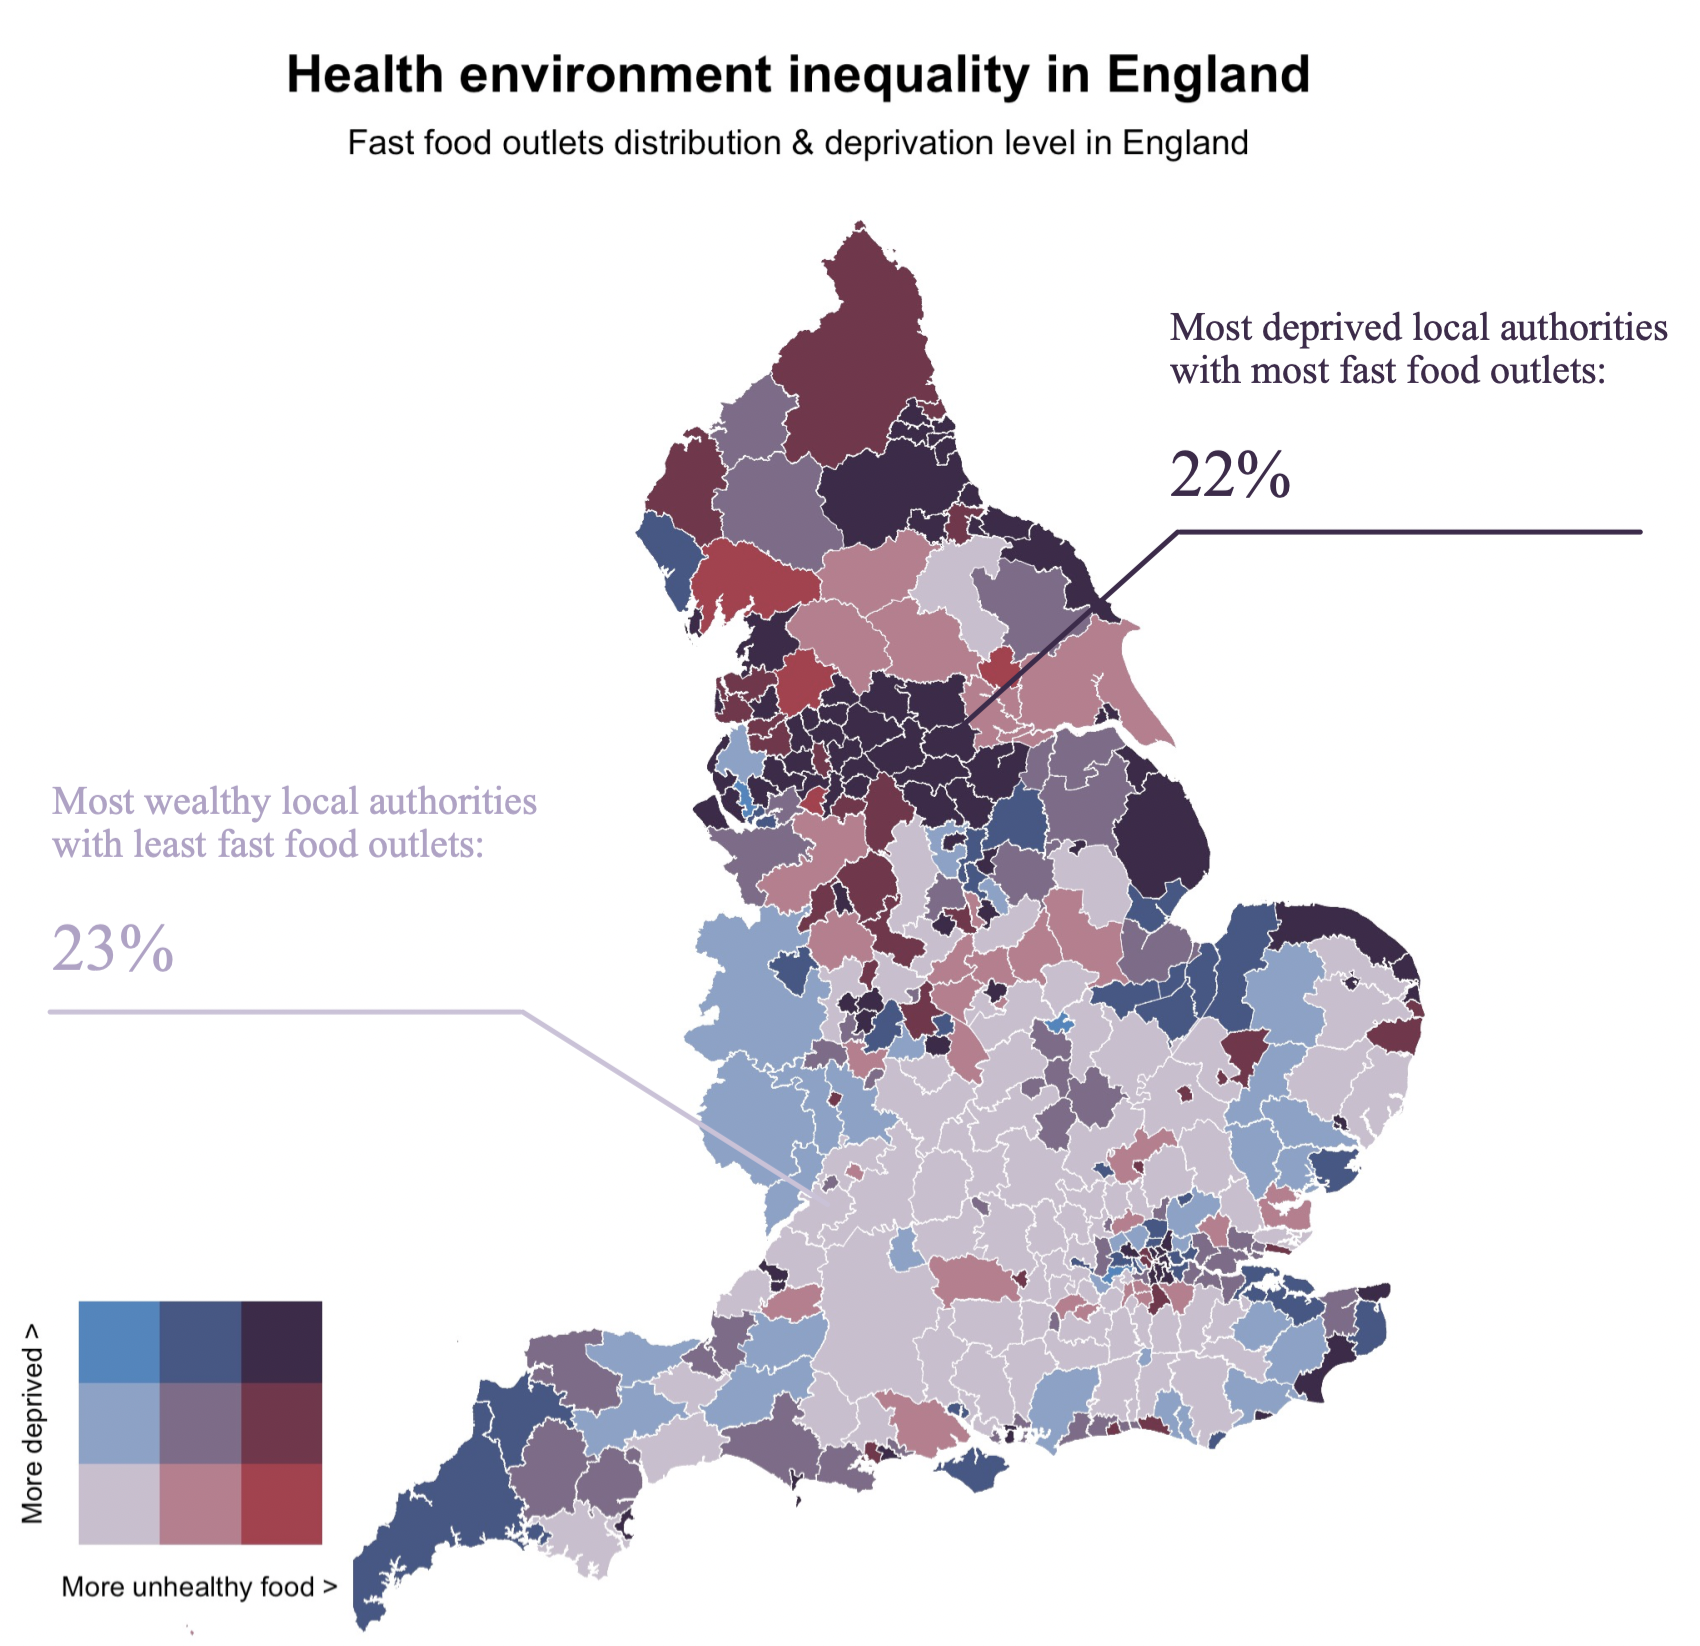 Health environment inequality in England
Fast food outlets distribution & deprivation level in England
Most deprived local authorities
with most fast food outlets:
22%
Most wealthy local authorities
with least fast food outlets:
23%
More deprived >
More unhealthy food >